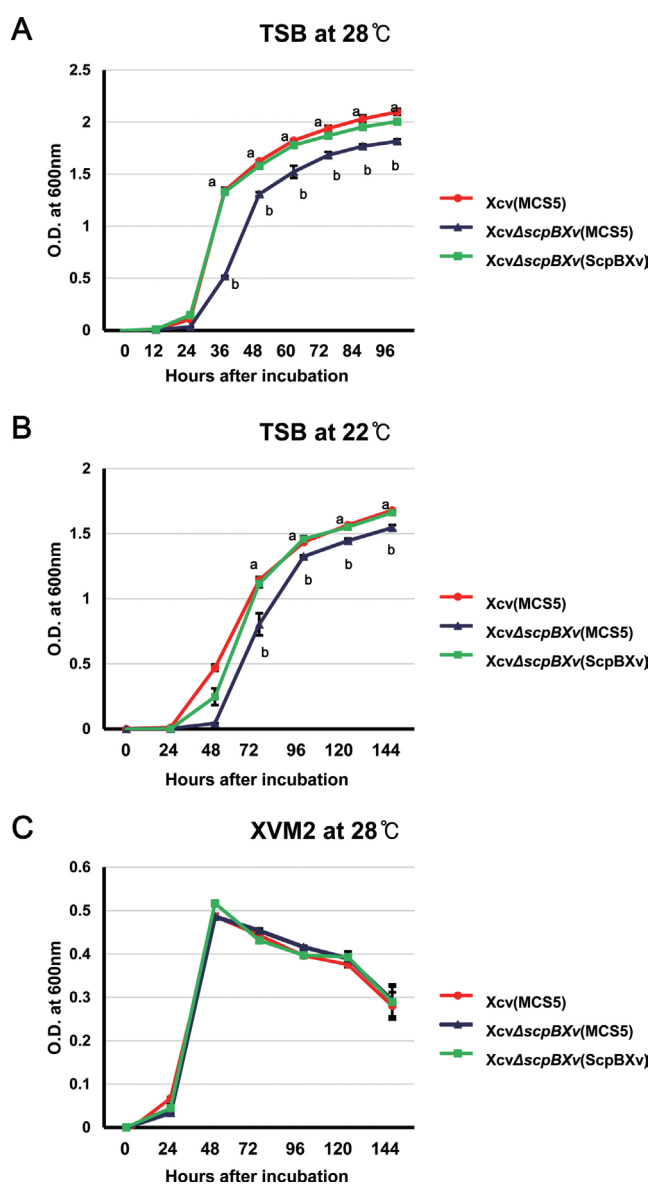 A
TSB at 28℃
2.5
2
1.5
1
0.5
0
O.D. at 600nm
a a a a a a a
b b b b b b b
0 12 24 36 48 60 72 84 96
Hours after incubation
Xcv(MCS5)
XcvΔscpBXv(MCS5)
XcvΔscpBXv(ScpBXv)
B
TSB at 22℃
2
1.5
1
0.5
0
O.D. at 600nm
a a a a
b b b b
0 24 48 72 96 120 144
Hours after incubation
Xcv(MCS5)
XcvΔscpBXv(MCS5)
XcvΔscpBXv(ScpBXv)
C
XVM2 at 28℃
0.6
0.5
0.4
0.3
0.2
0.1
0
O.D. at 600nm
0 24 48 72 96 120 144
Hours after incubation
Xcv(MCS5)
XcvΔscpBXv(MCS5)
XcvΔscpBXv(ScpBXv)